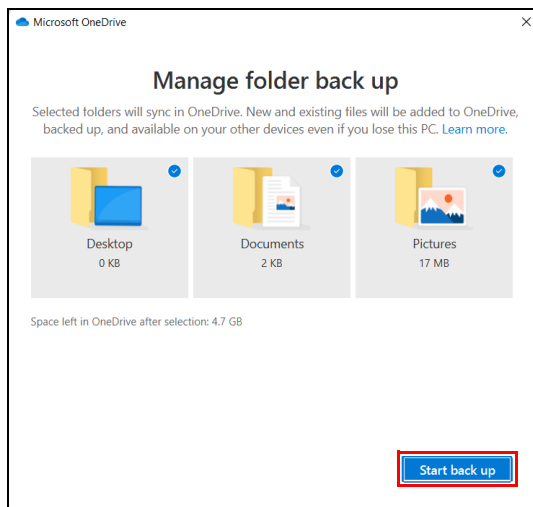 Microsoft OneDrive
Manage folder back up
Selected folders will sync in OneDrive. New and existing files will be added to OneDrive,
backed up, and available on your other devices even if you lose this PC. Learn more.
Desktop
0 KB
Documents
2 KB
Pictures
17 MB
Space left in OneDrive after selection: 4.7 GB
Start back up